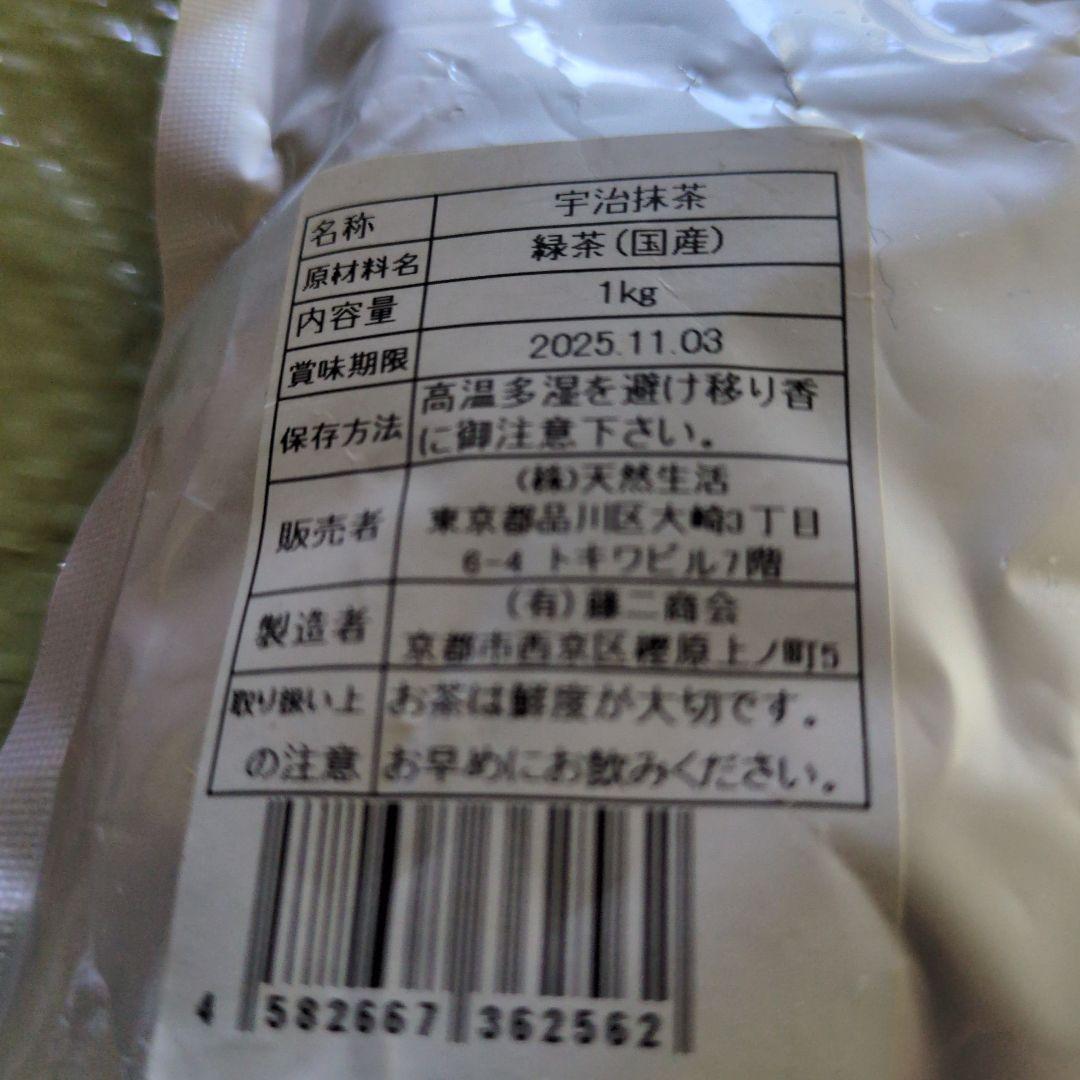 名称 宇治抹茶
原材料名 緑茶(国産)
内容量 1kg
賞味期限 2025.11.03
保存方法 高温多湿を避け移り香
に御注意下さい。
販売者 (株)天然生活
東京都品川区大崎3丁目
6-4 トキワビル7階
製造者 (有)藤二商会
京都市西京区樫原上ノ町5
取り扱い上 お茶は鮮度が大切です。
の注意 お早めにお飲みください。
4 582667 362562